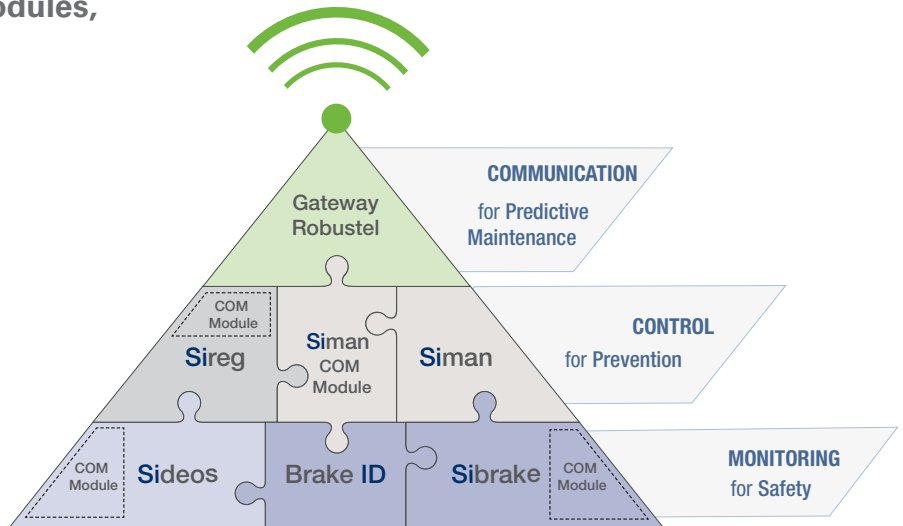 odules,
COMMUNICATION
for Predictive
Maintenance
Gateway
Robustel
COM
Module
Sireg
Siman
COM
Module
Siman
CONTROL
for Prevention
COM
Module
Sideos
Brake ID
Sibrake
COM
Module
MONITORING
for Safety